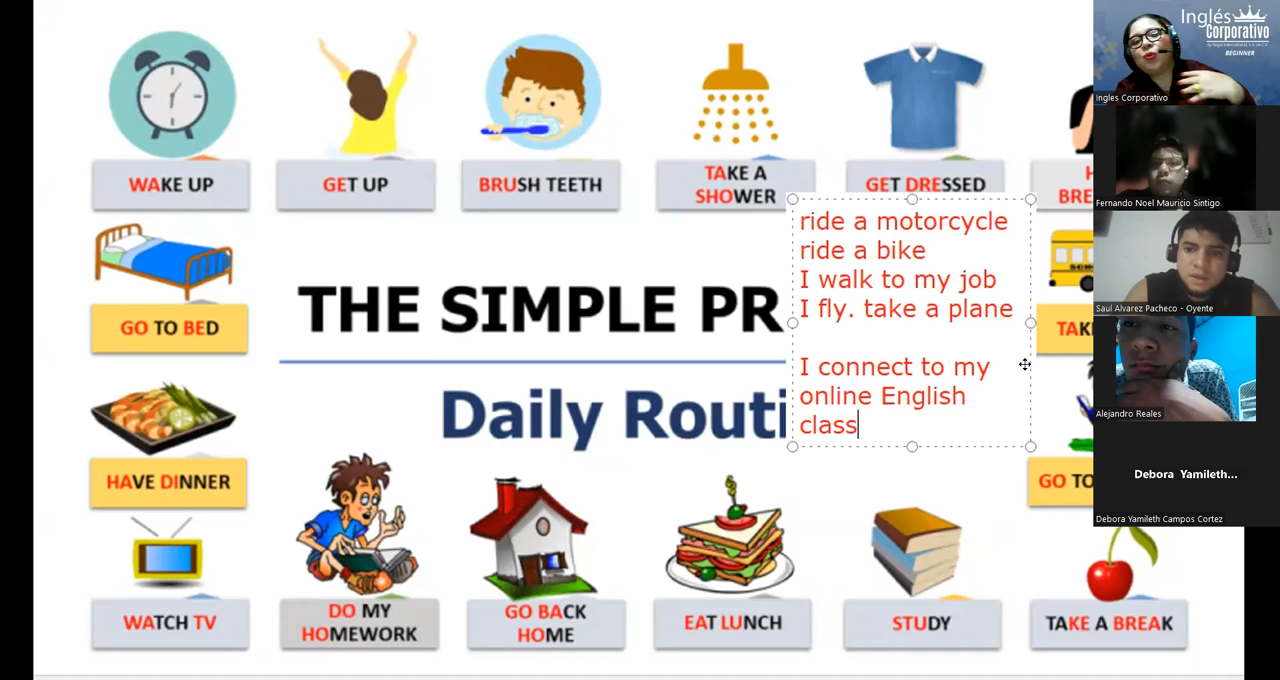 WAKE UP
GET UP
BRUSH TEETH
TAKE A
SHOWER
GET DRESSED
BRE
Inglés
Corporativo
BEGINNER
Ingles Corporativo
Fernando Noel Mauricio Sintigo
Saul Alvarez Pacheco - Oyente
Alejandro Reales
Debora Yamileth...
Debora Yamileth Campos Cortez
ride a motorcycle
ride a bike
I walk to my job
I fly. take a plane
I connect to my
online English
class
GO TO BED
THE SIMPLE PR
TAK
Daily Routi
HAVE DINNER
GO TO
WATCH TV
DO MY
HOMEWORK
GO BACK
HOME
EAT LUNCH
STUDY
TAKE A BREAK